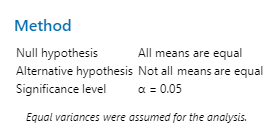 Method
Null hypothesis All means are equal
Alternative hypothesis Not all means are equal
Significance level α = 0.05
Equal variances were assumed for the analysis.